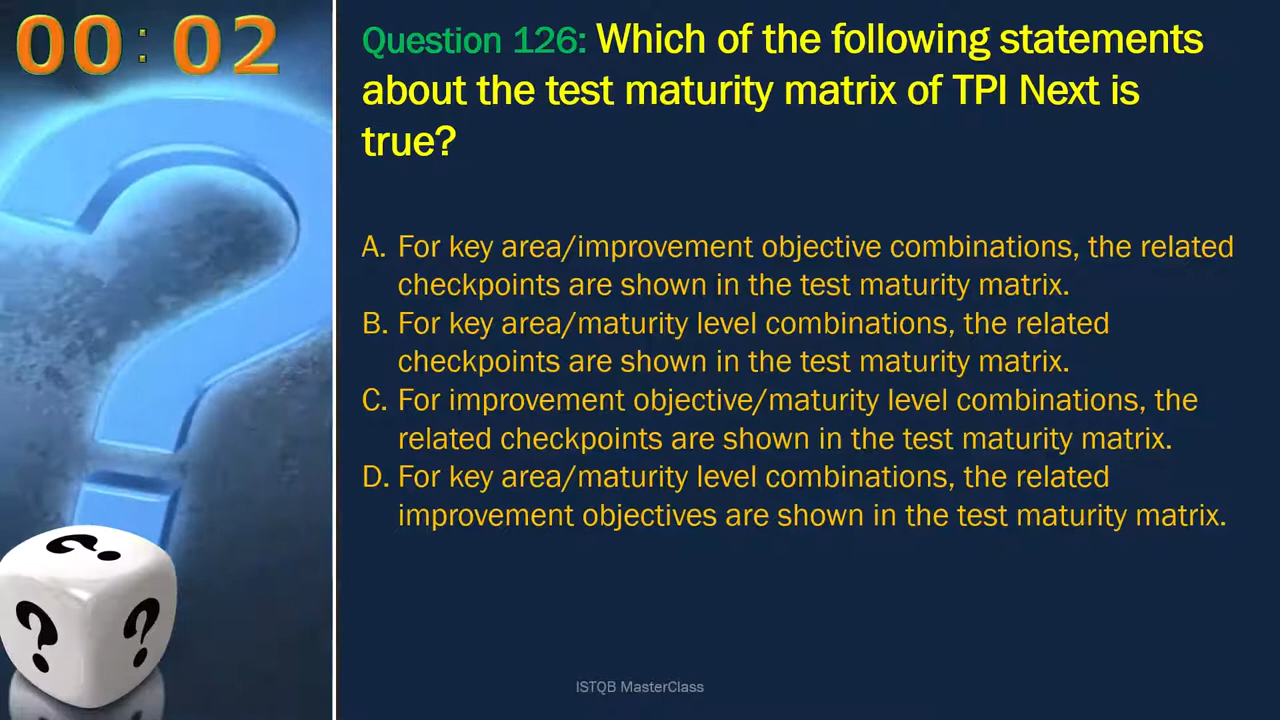 00:02
Question 126: Which of the following statements
about the test maturity matrix of TPI Next is
true?
A. For key area/improvement objective combinations, the related
checkpoints are shown in the test maturity matrix.
B. For key area/maturity level combinations, the related
checkpoints are shown in the test maturity matrix.
C. For improvement objective/maturity level combinations, the
related checkpoints are shown in the test maturity matrix.
D. For key area/maturity level combinations, the related
improvement objectives are shown in the test maturity matrix.
? ? ?
ISTQB MasterClass